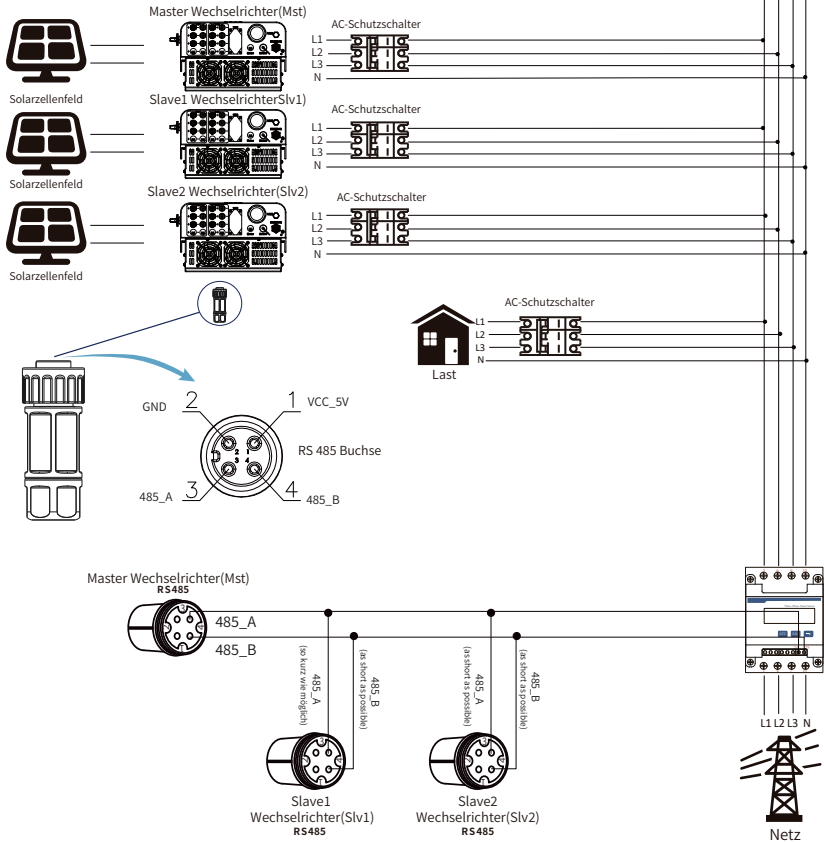 Master Wechselrichter(Mst)
AC-Schutzschalter
L1
L2
L3
N
Solarzellenfeld
Slave1 WechselrichterSlv1)
AC-Schutzschalter
L1
L2
L3
N
Solarzellenfeld
Slave2 Wechselrichter(Slv2)
AC-Schutzschalter
L1
L2
L3
N
Solarzellenfeld
AC-Schutzschalter
L1
L2
L3
N
Last
GND
2
1
VCC_5V
2 1
3 4
RS 485 Buchse
485_A
3
4
485_B
Master Wechselrichter(Mst)
RS485
485_A
485_B
485_A
(so kurz wie möglich)
485_B
(as short as possible)
485_A
(as short as possible)
485_B
(as short as possible)
L1 L2 L3 N
Slave1
Wechselrichter(Slv1)
RS485
Slave2
Wechselrichter(Slv2)
RS485
Netz